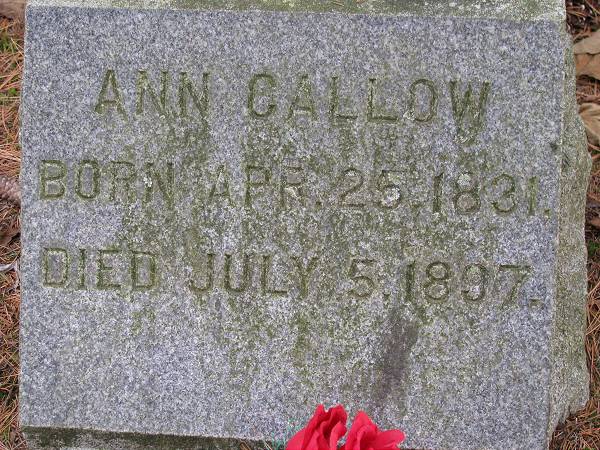 ANN CALLOW
BORN APR. 25. 1831.
DIED JULY 5. 1897.